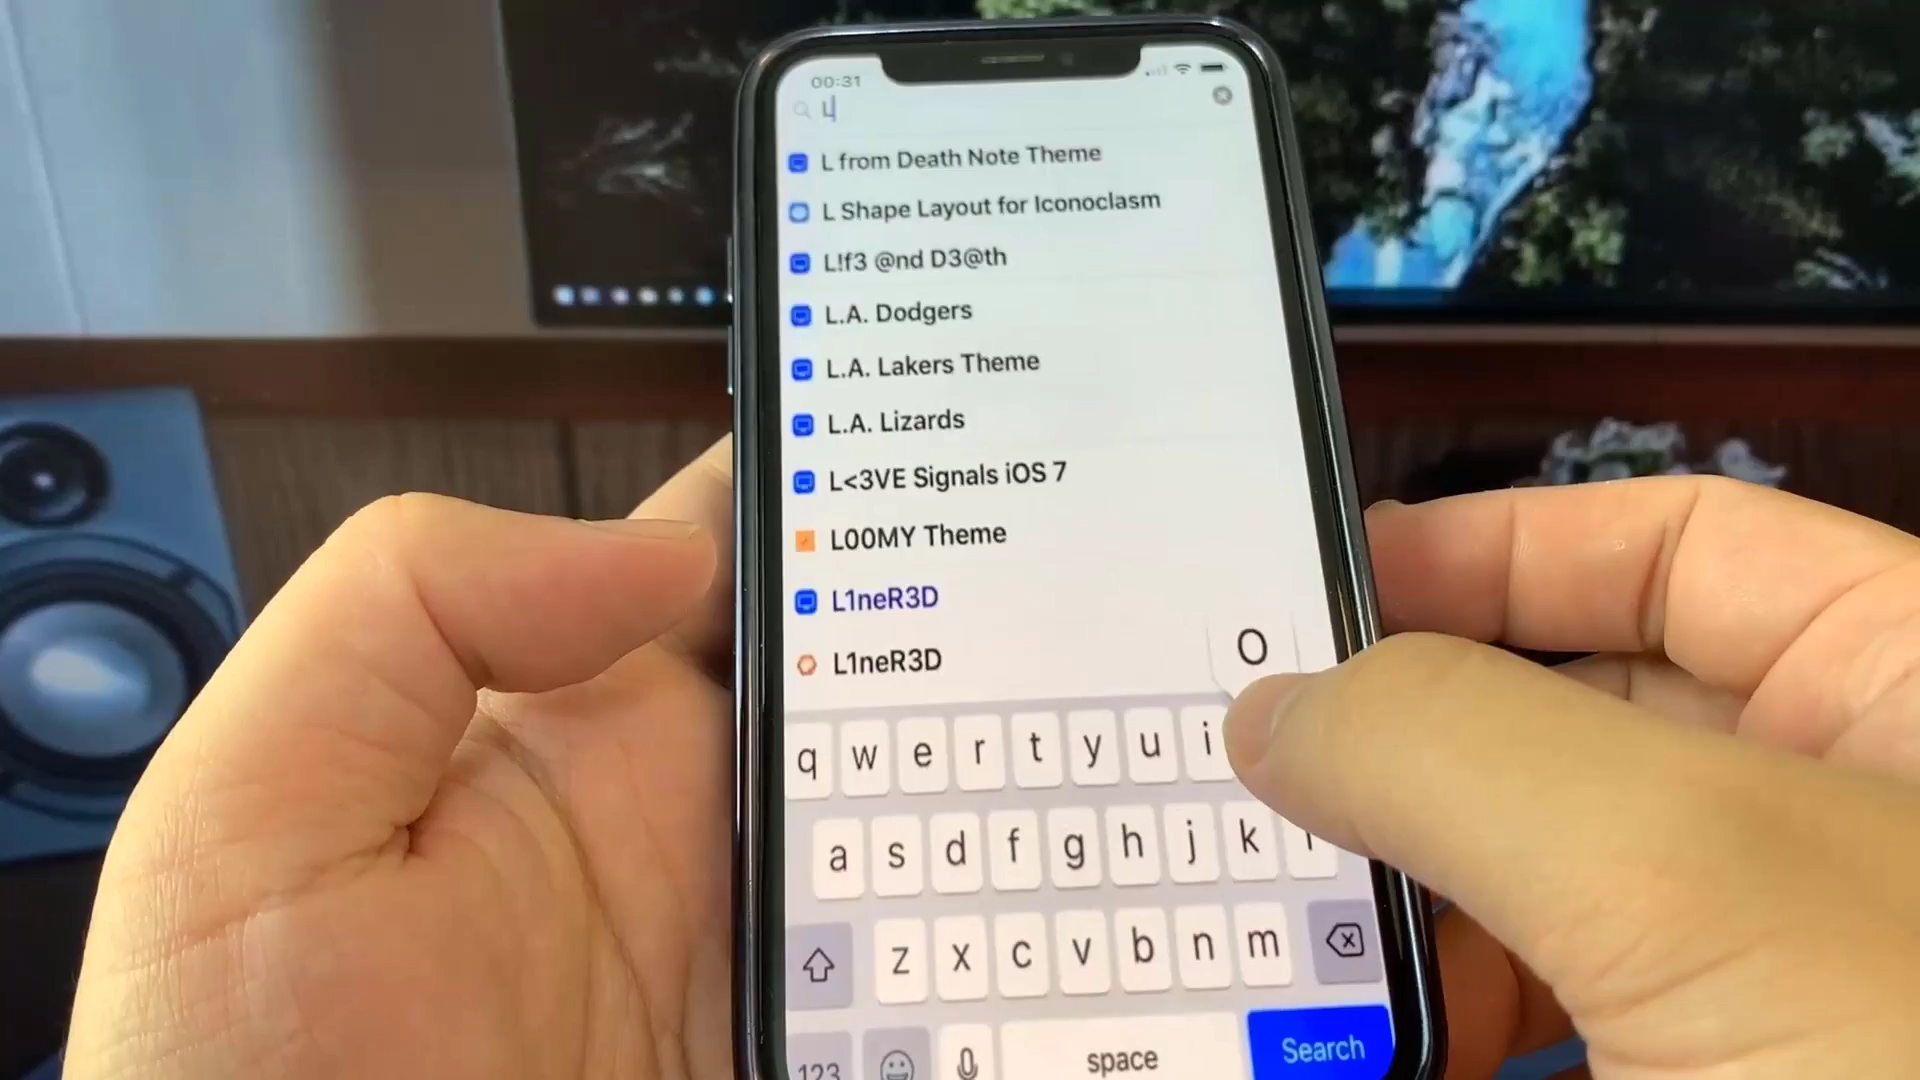 00:31
L
L from Death Note Theme
L Shape Layout for Iconoclasm
L!f3 @nd D3@th
L.A. Dodgers
L.A. Lakers Theme
L.A. Lizards
L<3VE Signals iOS 7
L00MY Theme
L1neR3D
L1neR3D
O
q w e r t y u i
a s d f g h j k l
z x c v b n m
123 space Search